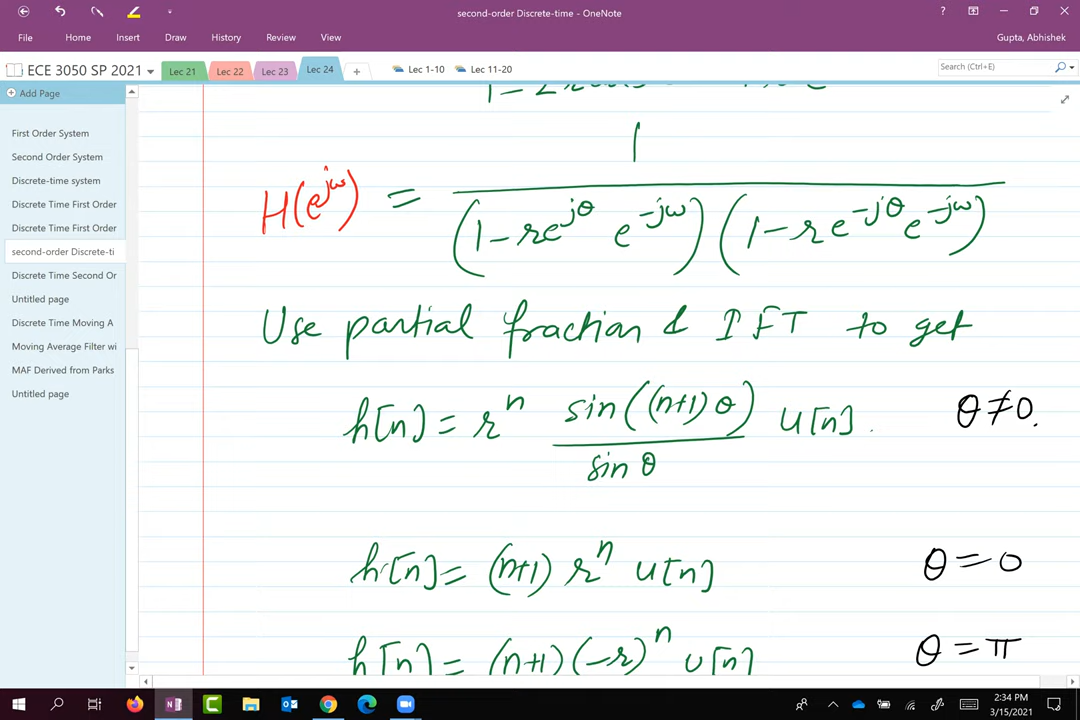 second-order Discrete-time - OneNote
?
File Home Insert Draw History Review View
Gupta, Abhishek
ECE 3050 SP 2021
Lec 21 Lec 22 Lec 23 Lec 24 + Lec 1-10 Lec 11-20
Search (Ctrl+E)
Add Page
First Order System
Second Order System
Discrete-time system
Discrete Time First Order
Discrete Time First Order
second-order Discrete-ti
Discrete Time Second Or
Untitled page
Discrete Time Moving A
Moving Average Filter wi
MAF Derived from Parks
Untitled page
1
H(e^{jω}) = 
(1-re^{jθ} e^{-jω}) (1-re^{-jθ} e^{-jω})
Use partial fraction & IFT to get
h[n] = r^n sin((n+1)θ) / sin θ u[n]. θ≠0.
h[n] = (n+1) r^n u[n] θ=0
h[n] = (n+1)(-r)^n u[n] θ=π
2:34 PM
3/15/2021